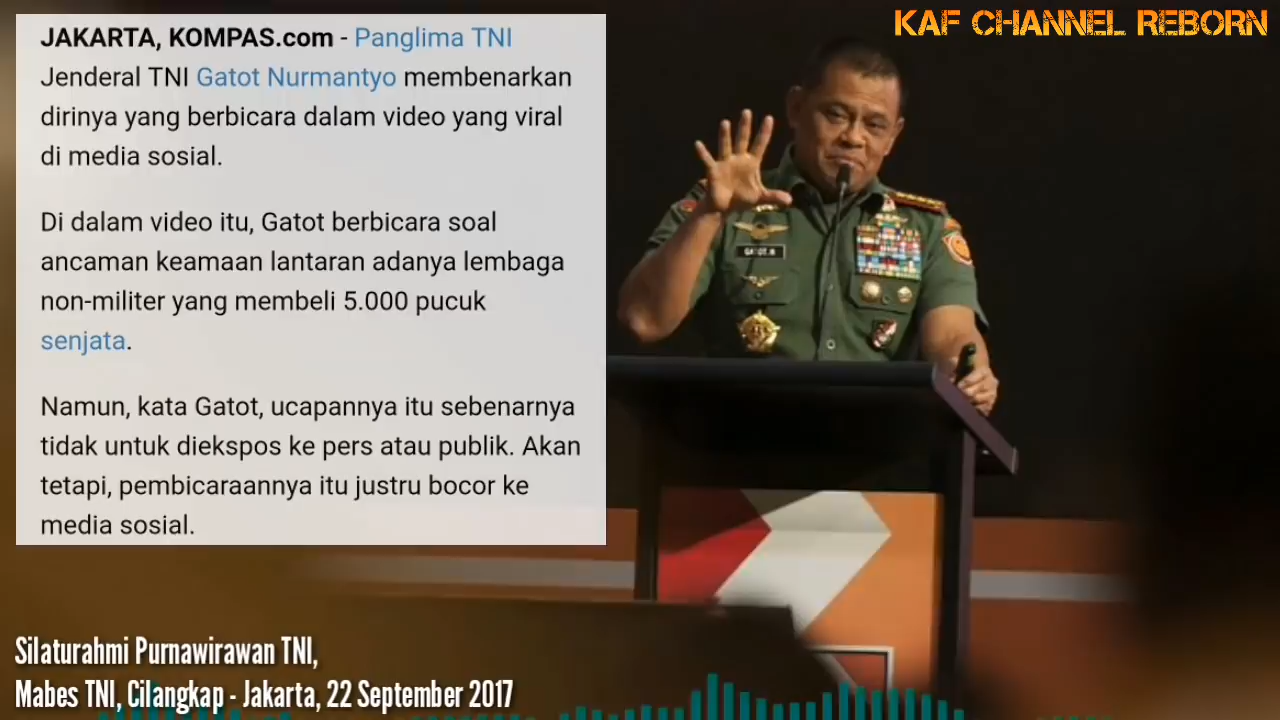 KAF CHANNEL REBORN
JAKARTA, KOMPAS.com - Panglima TNI
Jenderal TNI Gatot Nurmantyo membenarkan
dirinya yang berbicara dalam video yang viral
di media sosial.
Di dalam video itu, Gatot berbicara soal
ancaman keamaan lantaran adanya lembaga
non-militer yang membeli 5.000 pucuk
senjata.
Namun, kata Gatot, ucapannya itu sebenarnya
tidak untuk diekspos ke pers atau publik. Akan
tetapi, pembicaraannya itu justru bocor ke
media sosial.
GATOT.N
Silaturahmi Purnawirawan TNI,
Mabes TNI, Cilangkap - Jakarta, 22 September 2017